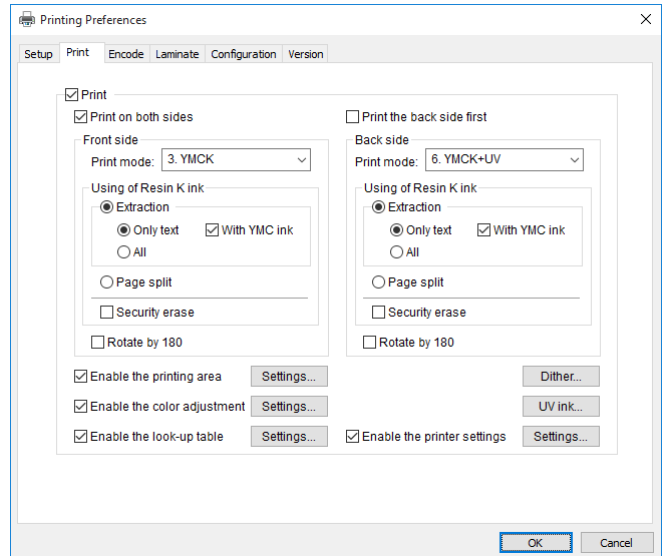 Printing Preferences
Setup Print Encode Laminate Configuration Version
Print
Print on both sides Print the back side first
Front side Back side
Print mode: 3. YMCK Print mode: 6. YMCK+UV
Using of Resin K ink Using of Resin K ink
Extraction Extraction
Only text With YMC ink Only text With YMC ink
All All
Page split Page split
Security erase Security erase
Rotate by 180 Rotate by 180
Enable the printing area Settings... Dither...
Enable the color adjustment Settings... UV ink...
Enable the look-up table Settings... Enable the printer settings Settings...
OK Cancel